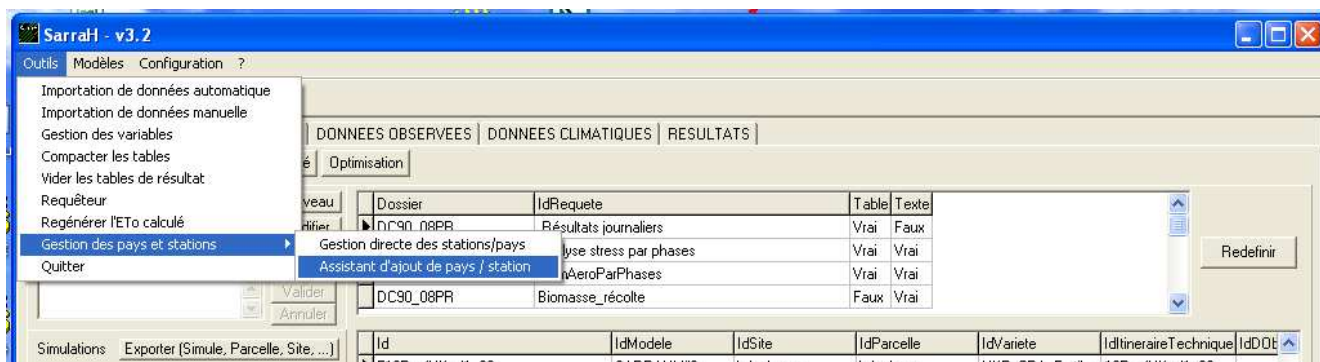 SarraH - v3.2
Outils Modèles Configuration ?
Importation de données automatique
Importation de données manuelle
Gestion des variables
Compacter les tables
Vider les tables de résultat
Requêteur
Regénérer l'ETo calculé
Gestion des pays et stations
Quitter
Gestion directe des stations/pays
Assistant d'ajout de pays / station
DONNEES OBSERVEES DONNEES CLIMATIQUES RESULTATS
Optimisation
Dossier IdRequete Table Texte
DC90_08PR Résultats journaliers Vrai Faux
stress par phases Vrai Vrai
Vrai Vrai
DC90_08PR Biomasse_récolte Faux Vrai
Redefinir
Valider
Annuler
Simulations Exporter (Simule, Parcelle, Site, ...)
Id IdModele IdSite IdParcelle IdVariete IdItineraireTechnique